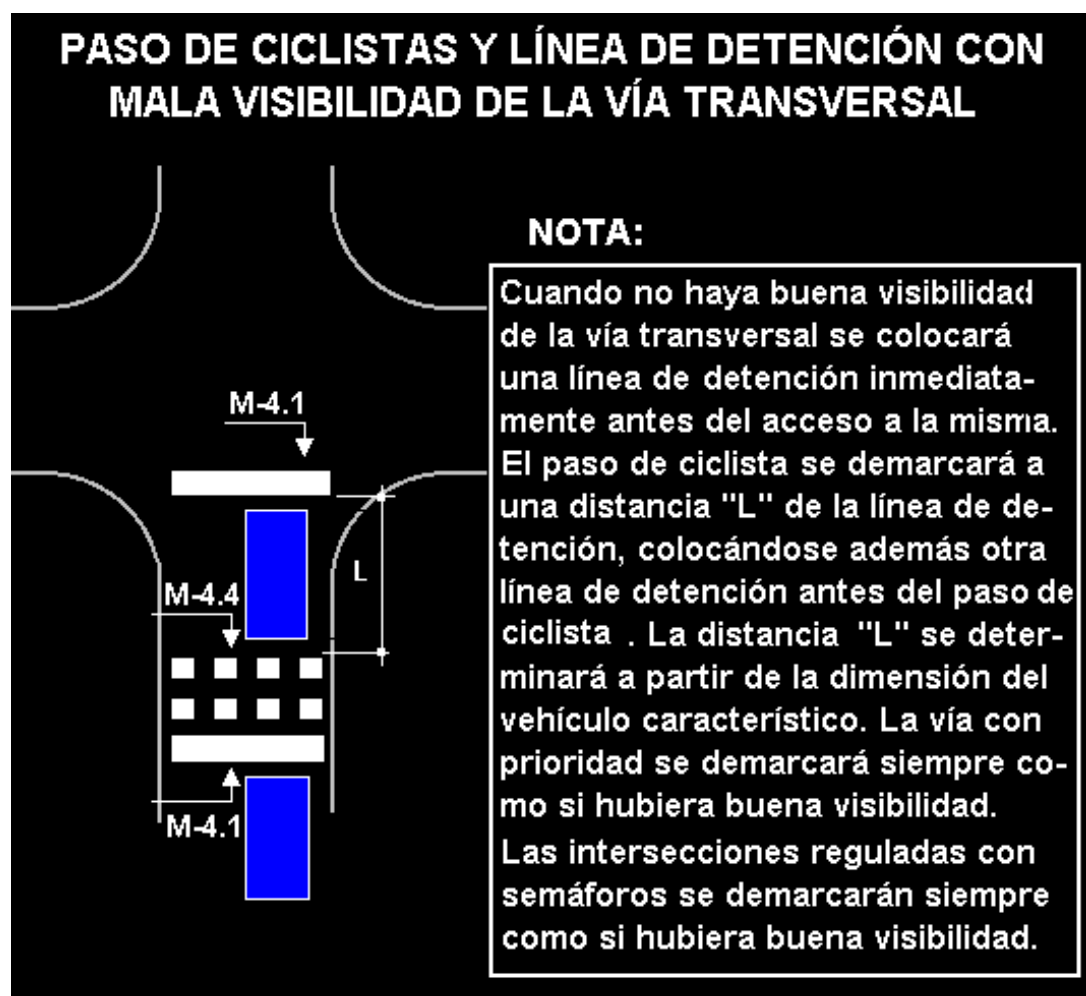 PASO DE CICLISTAS Y LÍNEA DE DETENCIÓN CON
MALA VISIBILIDAD DE LA VÍA TRANSVERSAL
NOTA:
Cuando no haya buena visibilidad
de la vía transversal se colocará
una línea de detención inmediata-
mente antes del acceso a la misma.
El paso de ciclista se demarcará a
una distancia "L" de la línea de de-
tención, colocándose además otra
línea de detención antes del paso de
ciclista . La distancia "L" se deter-
minará a partir de la dimensión del
vehículo característico. La vía con
prioridad se demarcará siempre co-
mo si hubiera buena visibilidad.
Las intersecciones reguladas con
semáforos se demarcarán siempre
como si hubiera buena visibilidad.
M-4.1
L
M-4.4
M-4.1